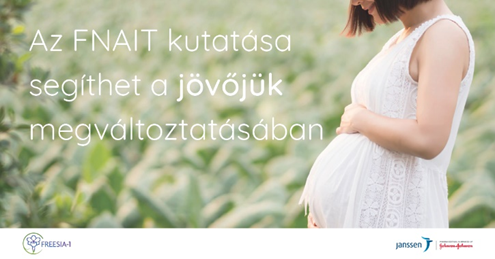 Az FNAIT kutatása
segíthet a jövőjük
megváltoztatásában
FREESIA-1
janssen
Johnson & Johnson